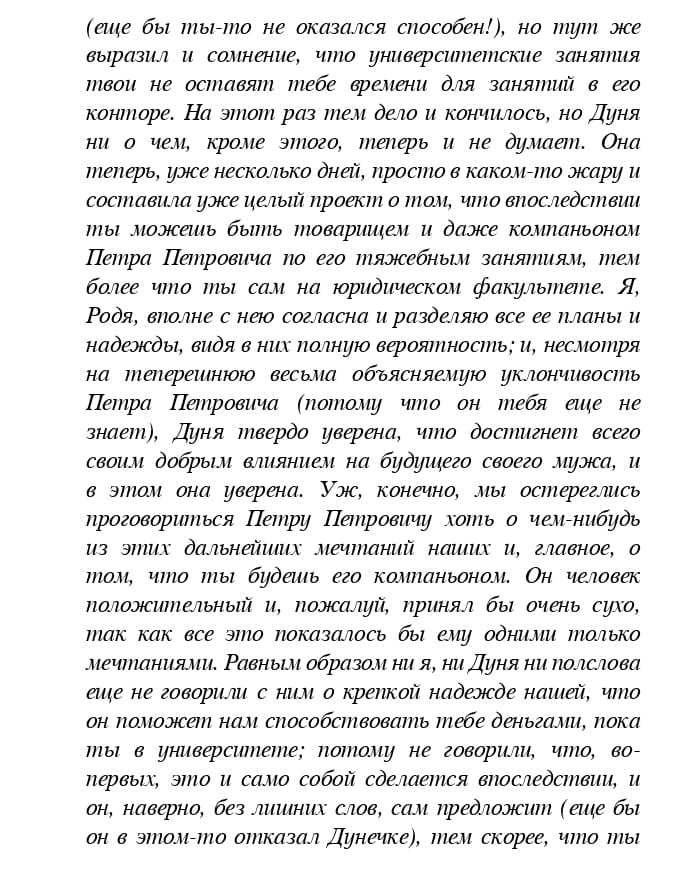 (еще бы ты-то не оказался способен!), но тут же
выразил и сомнение, что университетские занятия
твои не оставят тебе времени для занятий в его
конторе. На этот раз тем дело и кончилось, но Дуня
ни о чем, кроме этого, теперь и не думает. Она
теперь, уже несколько дней, просто в каком-то жару и
составила уже целый проект о том, что впоследствии
ты можешь быть товарищем и даже компаньоном
Петра Петровича по его тяжебным занятиям, тем
более что ты сам на юридическом факультете. Я,
Родя, вполне с нею согласна и разделяю все ее планы и
надежды, видя в них полную вероятность; и, несмотря
на теперешнюю весьма объясняемую уклончивость
Петра Петровича (потому что он тебя еще не
знает), Дуня твердо уверена, что достигнет всего
своим добрым влиянием на будущего своего мужа, и
в этом она уверена. Уж, конечно, мы остереглись
проговориться Петру Петровичу хоть о чем-нибудь
из этих дальнейших мечтаний наших и, главное, о
том, что ты будешь его компаньоном. Он человек
положительный и, пожалуй, принял бы очень сухо,
так как все это показалось бы ему одними только
мечтаниями. Равным образом ни я, ни Дуня ни полслова
еще не говорили с ним о крепкой надежде нашей, что
он поможет нам способствовать тебе деньгами, пока
ты в университете; потому не говорили, что, во-
первых, это и само собой сделается впоследствии, и
он, наверно, без лишних слов, сам предложит (еще бы
он в этом-то отказал Дунечке), тем скорее, что ты